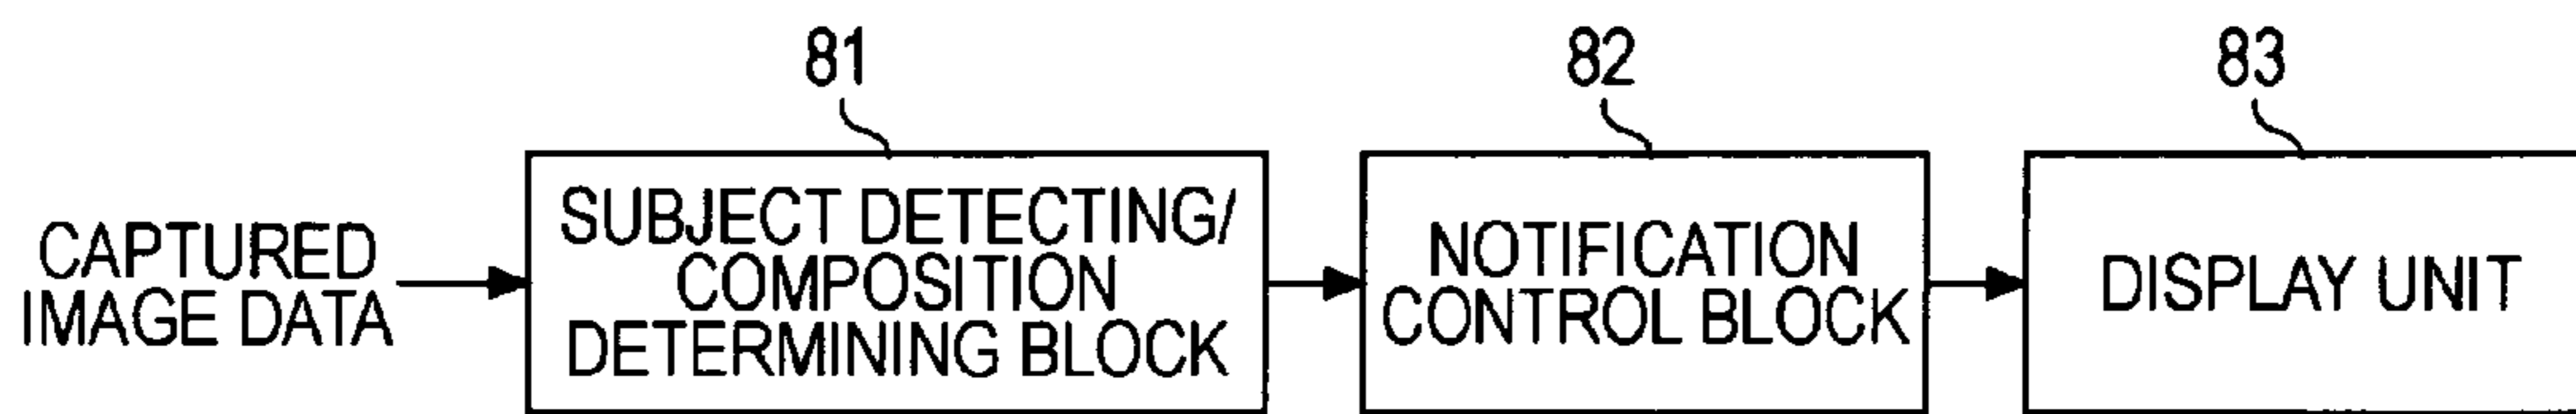 81
82
83
CAPTURED
IMAGE DATA
SUBJECT DETECTING/
COMPOSITION
DETERMINING BLOCK
NOTIFICATION
CONTROL BLOCK
DISPLAY UNIT